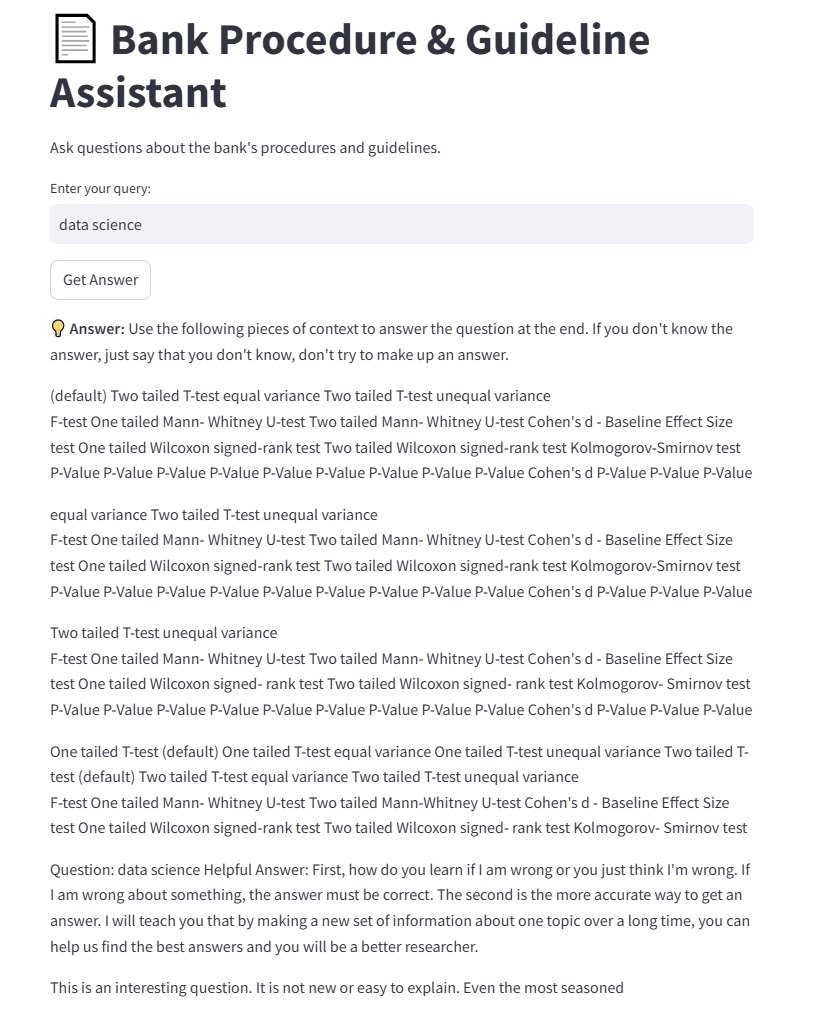 Bank Procedure & Guideline
Assistant
Ask questions about the bank's procedures and guidelines.
Enter your query:
data science
Get Answer
Answer: Use the following pieces of context to answer the question at the end. If you don't know the
answer, just say that you don't know, don't try to make up an answer.
(default) Two tailed T-test equal variance Two tailed T-test unequal variance
F-test One tailed Mann- Whitney U-test Two tailed Mann- Whitney U-test Cohen's d - Baseline Effect Size
test One tailed Wilcoxon signed-rank test Two tailed Wilcoxon signed-rank test Kolmogorov-Smirnov test
P-Value P-Value P-Value P-Value P-Value P-Value P-Value P-Value P-Value Cohen's d P-Value P-Value P-Value
equal variance Two tailed T-test unequal variance
F-test One tailed Mann- Whitney U-test Two tailed Mann- Whitney U-test Cohen's d - Baseline Effect Size
test One tailed Wilcoxon signed-rank test Two tailed Wilcoxon signed-rank test Kolmogorov-Smirnov test
P-Value P-Value P-Value P-Value P-Value P-Value P-Value P-Value P-Value Cohen's d P-Value P-Value P-Value
Two tailed T-test unequal variance
F-test One tailed Mann- Whitney U-test Two tailed Mann- Whitney U-test Cohen's d - Baseline Effect Size
test One tailed Wilcoxon signed- rank test Two tailed Wilcoxon signed- rank test Kolmogorov- Smirnov test
P-Value P-Value P-Value P-Value P-Value P-Value P-Value P-Value P-Value Cohen's d P-Value P-Value P-Value
One tailed T-test (default) One tailed T-test equal variance One tailed T-test unequal variance Two tailed T-
test (default) Two tailed T-test equal variance Two tailed T-test unequal variance
F-test One tailed Mann- Whitney U-test Two tailed Mann-Whitney U-test Cohen's d - Baseline Effect Size
test One tailed Wilcoxon signed-rank test Two tailed Wilcoxon signed- rank test Kolmogorov- Smirnov test
Question: data science Helpful Answer: First, how do you learn if I am wrong or you just think I'm wrong. If
I am wrong about something, the answer must be correct. The second is the more accurate way to get an
answer. I will teach you that by making a new set of information about one topic over a long time, you can
help us find the best answers and you will be a better researcher.
This is an interesting question. It is not new or easy to explain. Even the most seasoned